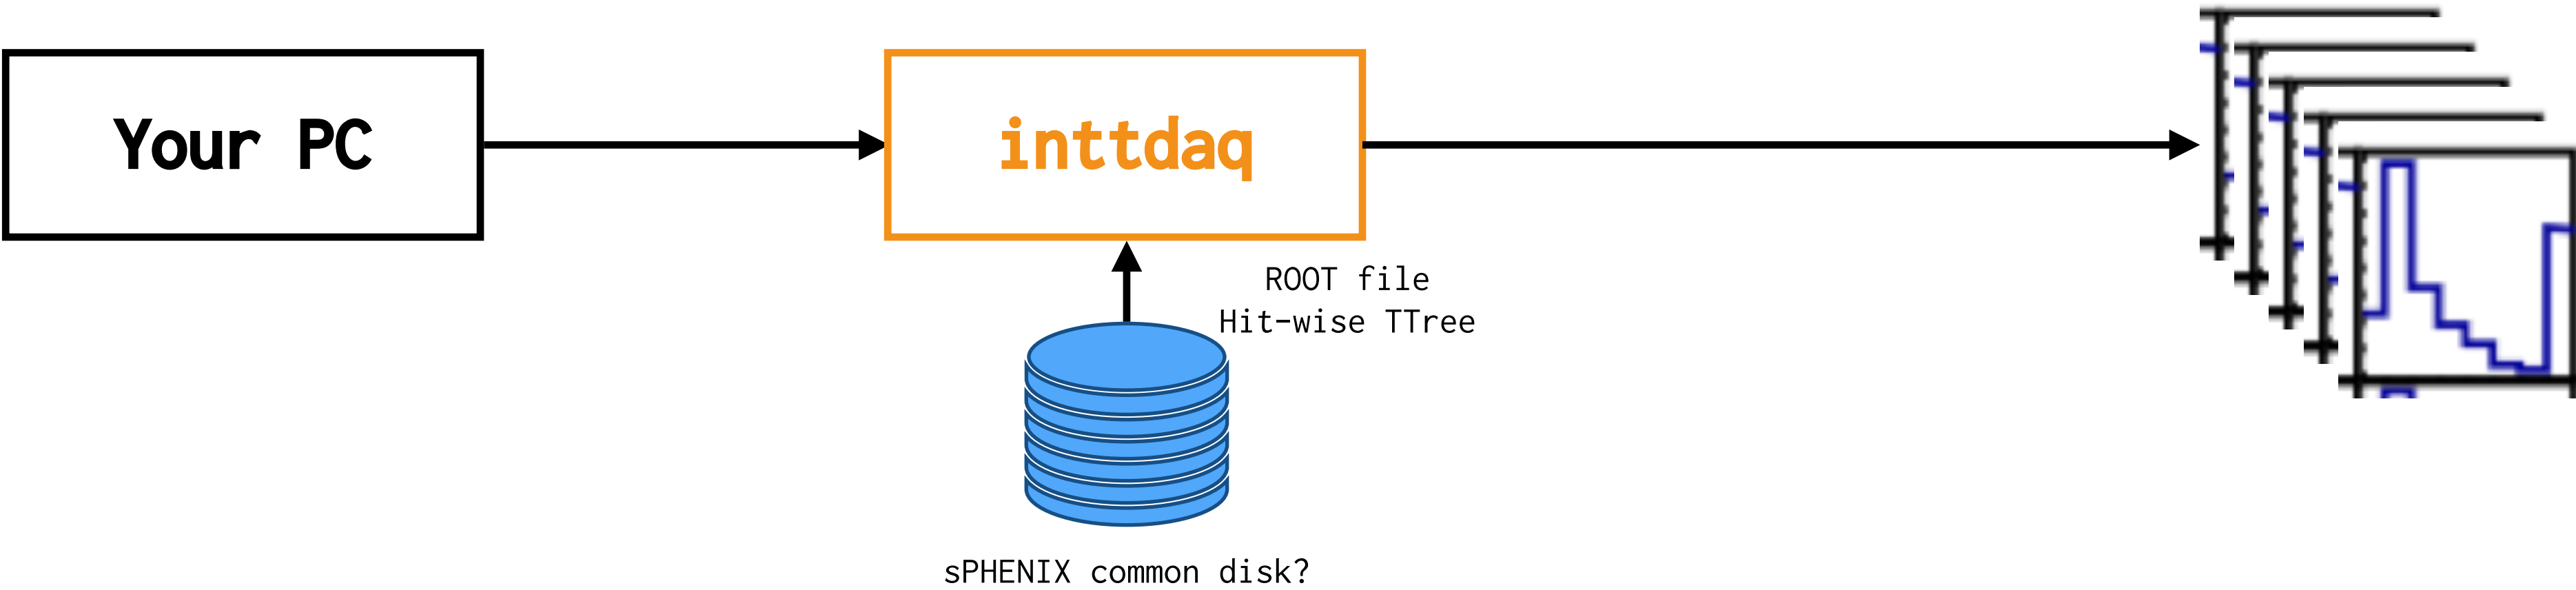 Your PC
inttdaq
ROOT file
Hit-wise TTree
sPHENIX common disk?